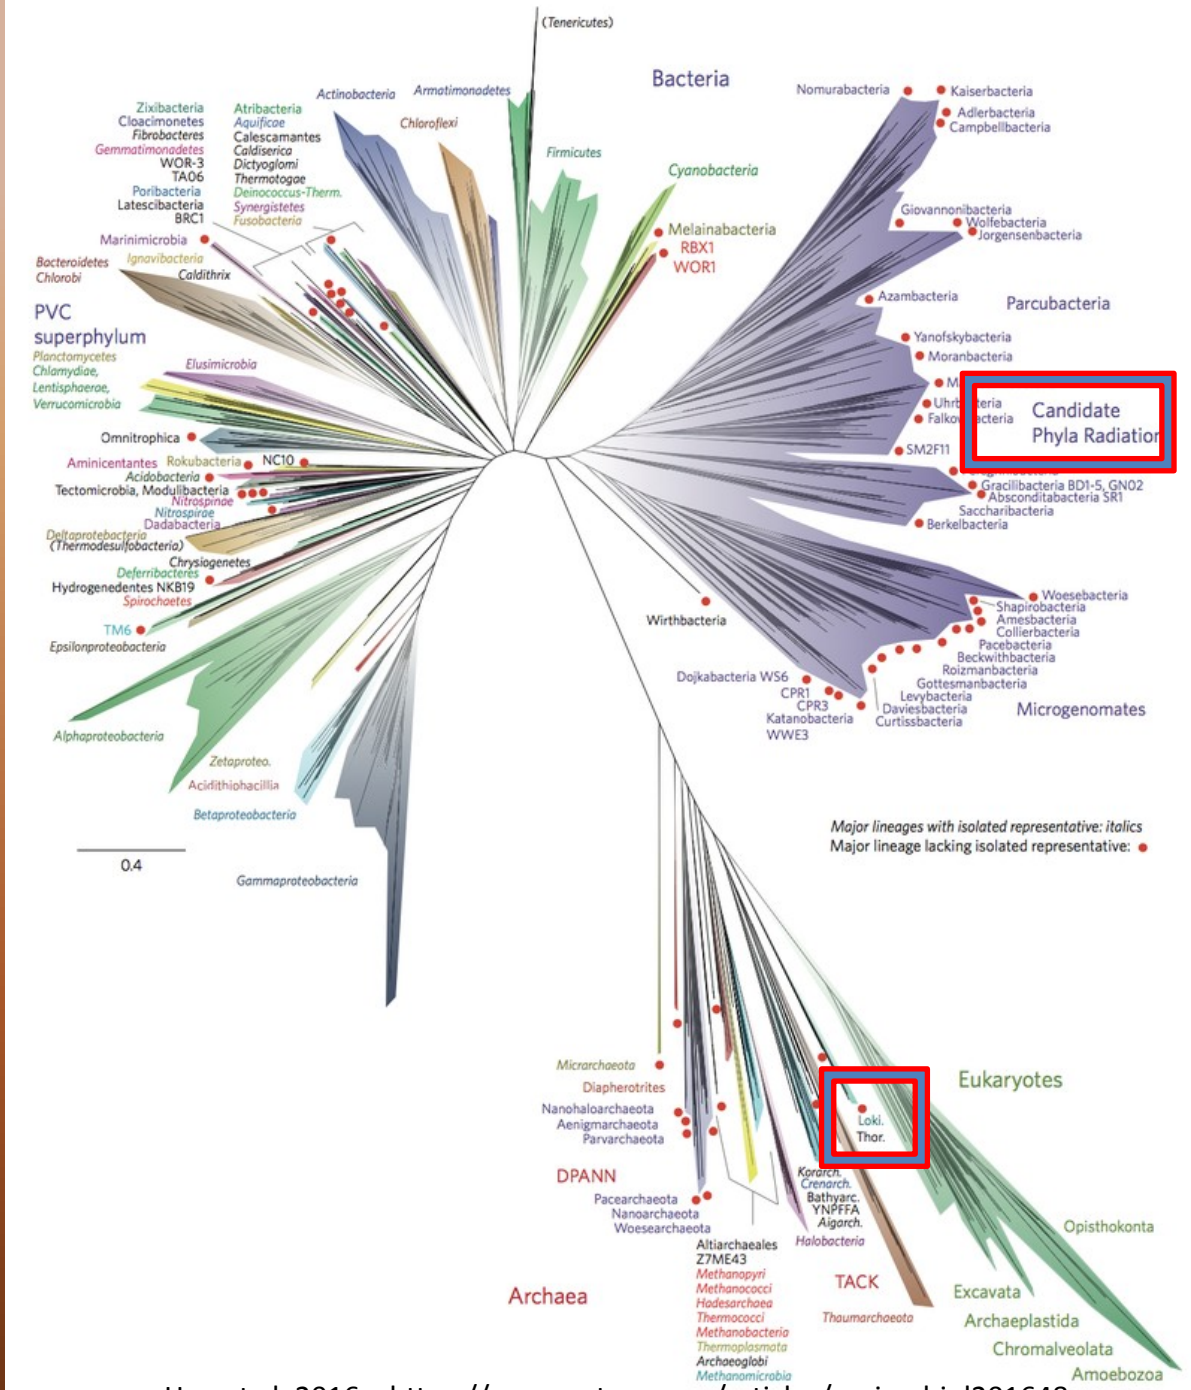 (Tenericutes)
Bacteria
Actinobacteria
Armatimonadetes
Chloroflexi
Firmicutes
Cyanobacteria
Melainabacteria
RBX1
WOR1
Zixibacteria
Cloacimonetes
Fibrobacteres
Gemmatimonadetes
WOR-3
TA06
Poribacteria
Latescibacteria
BRC1
Atribacteria
Aquificae
Calescamantes
Caldiserica
Dictyoglomi
Thermotogae
Deinococcus-Therm.
Synergistetes
Fusobacteria
Marinimicrobia
Ignavibacteria
Bacteroidetes
Chlorobi
Caldithrix
PVC
superphylum
Planctomycetes
Chlamydiae,
Lentisphaerae,
Verrucomicrobia
Elusimicrobia
Omnitrophica
Aminicentantes
Rokubacteria
NC10
Acidobacteria
Tectomicrobia, Modulibacteria
Nitrospinae
Nitrospirae
Dadabacteria
Deltaproteobacteria
(Thermodesulfobacteria)
Chrysiogenetes
Deferribacteres
Hydrogenedentes NKB19
Spirochaetes
TM6
Epsilonproteobacteria
Alphaproteobacteria
Zetaproteo.
Acidithiobacillia
Betaproteobacteria
Gammaproteobacteria
0.4
Nomurabacteria
Kaiserbacteria
Adlerbacteria
Campbellbacteria
Giovannonibacteria
Wolfebacteria
Jorgensenbacteria
Azambacteria
Parcubacteria
Yanofskybacteria
Moranbacteria
SM2F11
Candidate
Phyla Radiation
Gracilibacteria BD1-5, GN02
Absconditabacteria SR1
Saccharibacteria
Berkelbacteria
Woesebacteria
Shapirobacteria
Amesbacteria
Collierbacteria
Pacebacteria
Beckwithbacteria
Roizmanbacteria
Gottesmanbacteria
Levybacteria
Daviesbacteria
Curtissbacteria
Microgenomates
Wirthbacteria
Dojkabacteria WS6
CPR1
CPR3
Katanobacteria
WWE3
Major lineages with isolated representative: italics
Major lineage lacking isolated representative:
Micrarchaeota
Diapherotrites
Nanohaloarchaeota
Aenigmarchaeota
Parvarchaeota
DPANN
Pacearchaeota
Nanoarchaeota
Woesearchaeota
Altiarchaeales
Z7ME43
Methanopyri
Methanococci
Hadesarchaea
Thermococci
Methanobacteria
Thermoplasmata
Archaeoglobi
Methanomicrobia
Archaea
Halobacteria
Korarch.
Crenarch.
Bathyarc.
YNPFFA
Aigarch.
TACK
Thaumarchaeota
Loki.
Thor.
Eukaryotes
Opisthokonta
Excavata
Archaeplastida
Chromalveolata
Amoebozoa